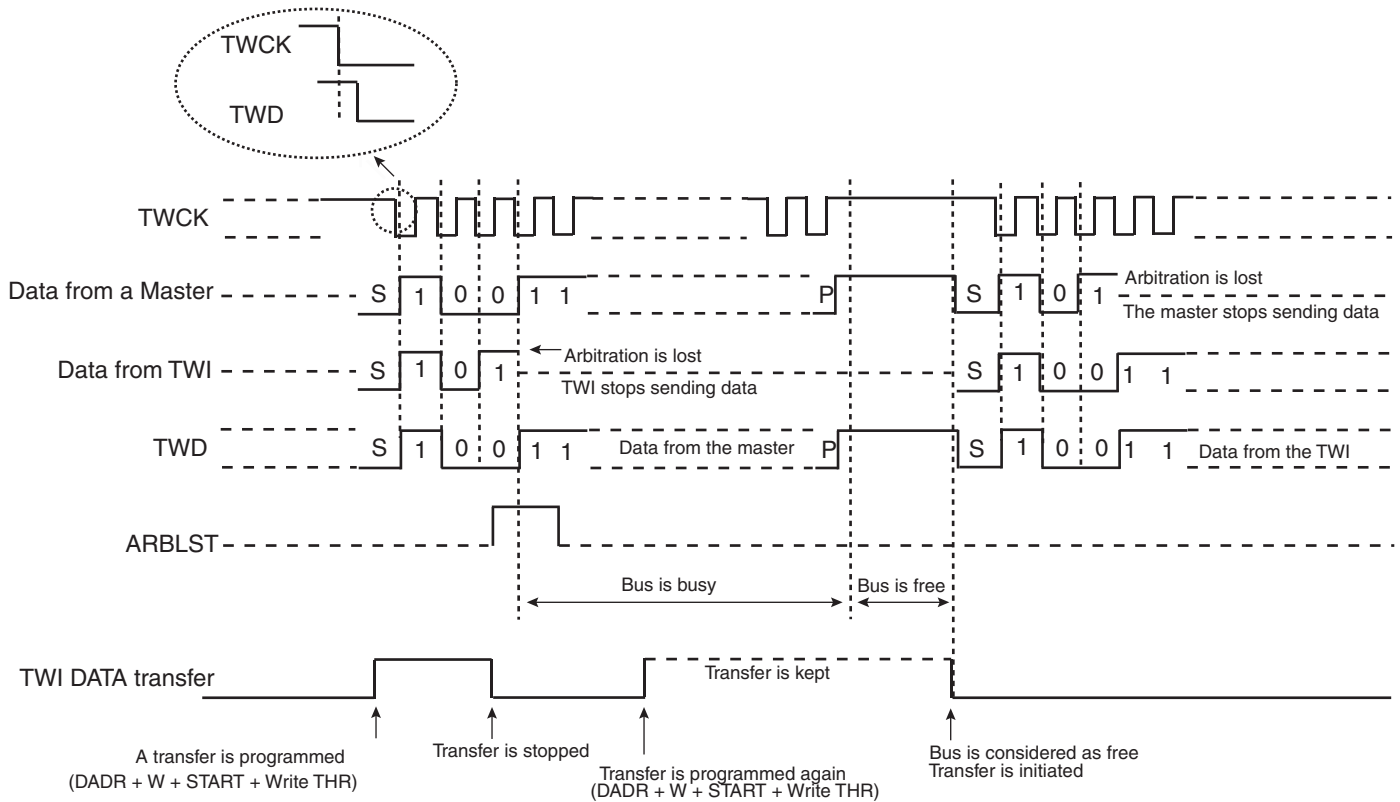 TWCK
TWD
TWCK
Data from a Master S 1 0 0 1 1 P S 1 0 1 Arbitration is lost
The master stops sending data
Data from TWI S 1 0 1 Arbitration is lost S 1 0 0 1 1
TWI stops sending data
TWD S 1 0 0 1 1 Data from the master P S 1 0 0 1 1 Data from the TWI
ARBLST
Bus is busy Bus is free
TWI DATA transfer Transfer is kept
A transfer is programmed
(DADR + W + START + Write THR)
Transfer is stopped
Transfer is programmed again
(DADR + W + START + Write THR)
Bus is considered as free
Transfer is initiated